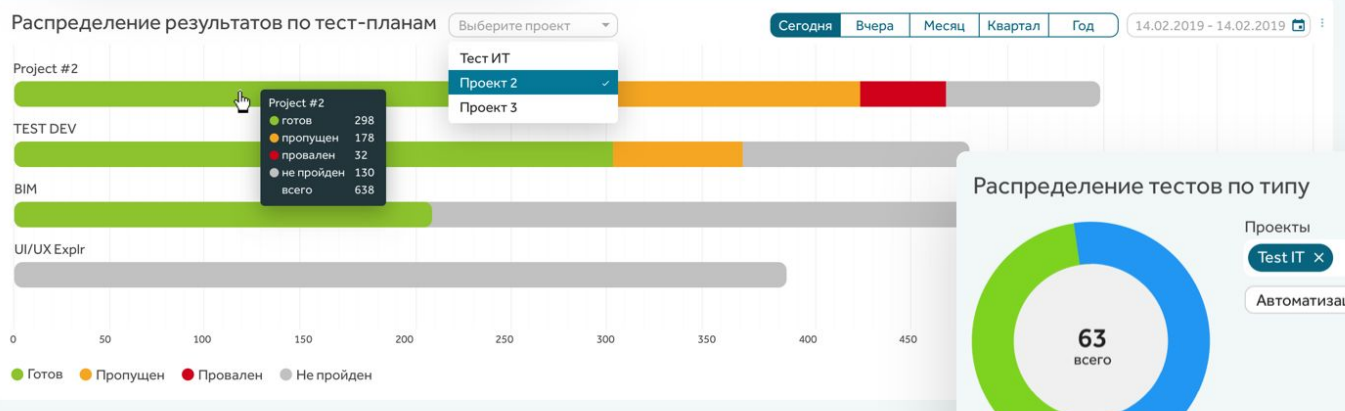 Распределение результатов по тест-планам
Выберите проект
Сегодня Вчера Месяц Квартал Год
14.02.2019 - 14.02.2019
Тест ИТ
Проект 2
Проект 3
Project #2
Project #2
готов 298
пропущен 178
провален 32
не пройден 130
всего 638
TEST DEV
BIM
UI/UX Explr
0 50 100 150 200 250 300 350 400 450
Готов Пропущен Провален Не пройден
Распределение тестов по типу
Проекты
Test IT ×
63
всего